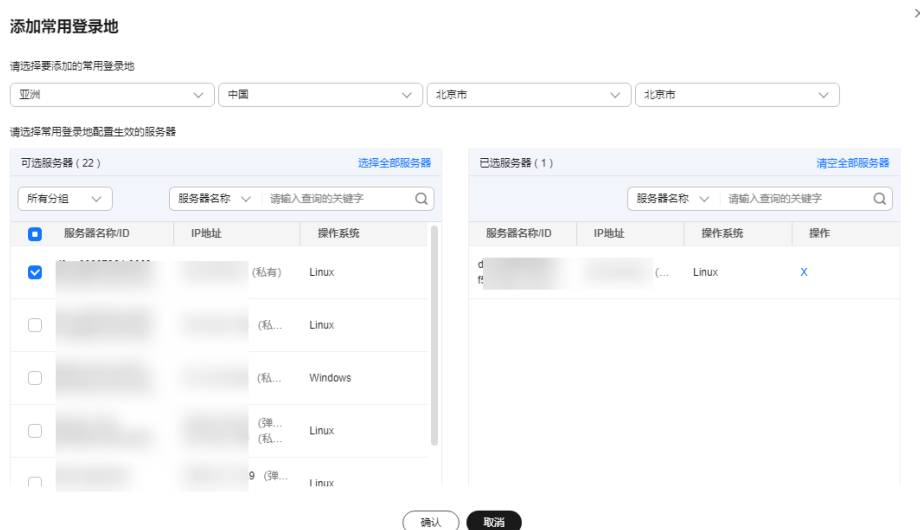 添加常用登录地
请选择要添加的常用登录地
亚洲 中国 北京市 北京市
请选择常用登录地配置生效的服务器
可选服务器（22） 选择全部服务器
所有分组 服务器名称 请输入查询的关键字
服务器名称/ID IP地址 操作系统
(私有) Linux
(私... Linux
(私... Windows
(弹...
(私... Linux
9 (弹... Linux
已选服务器（1） 清空全部服务器
服务器名称 请输入查询的关键字
服务器名称/ID IP地址 操作系统 操作
(... Linux X
确认 取消